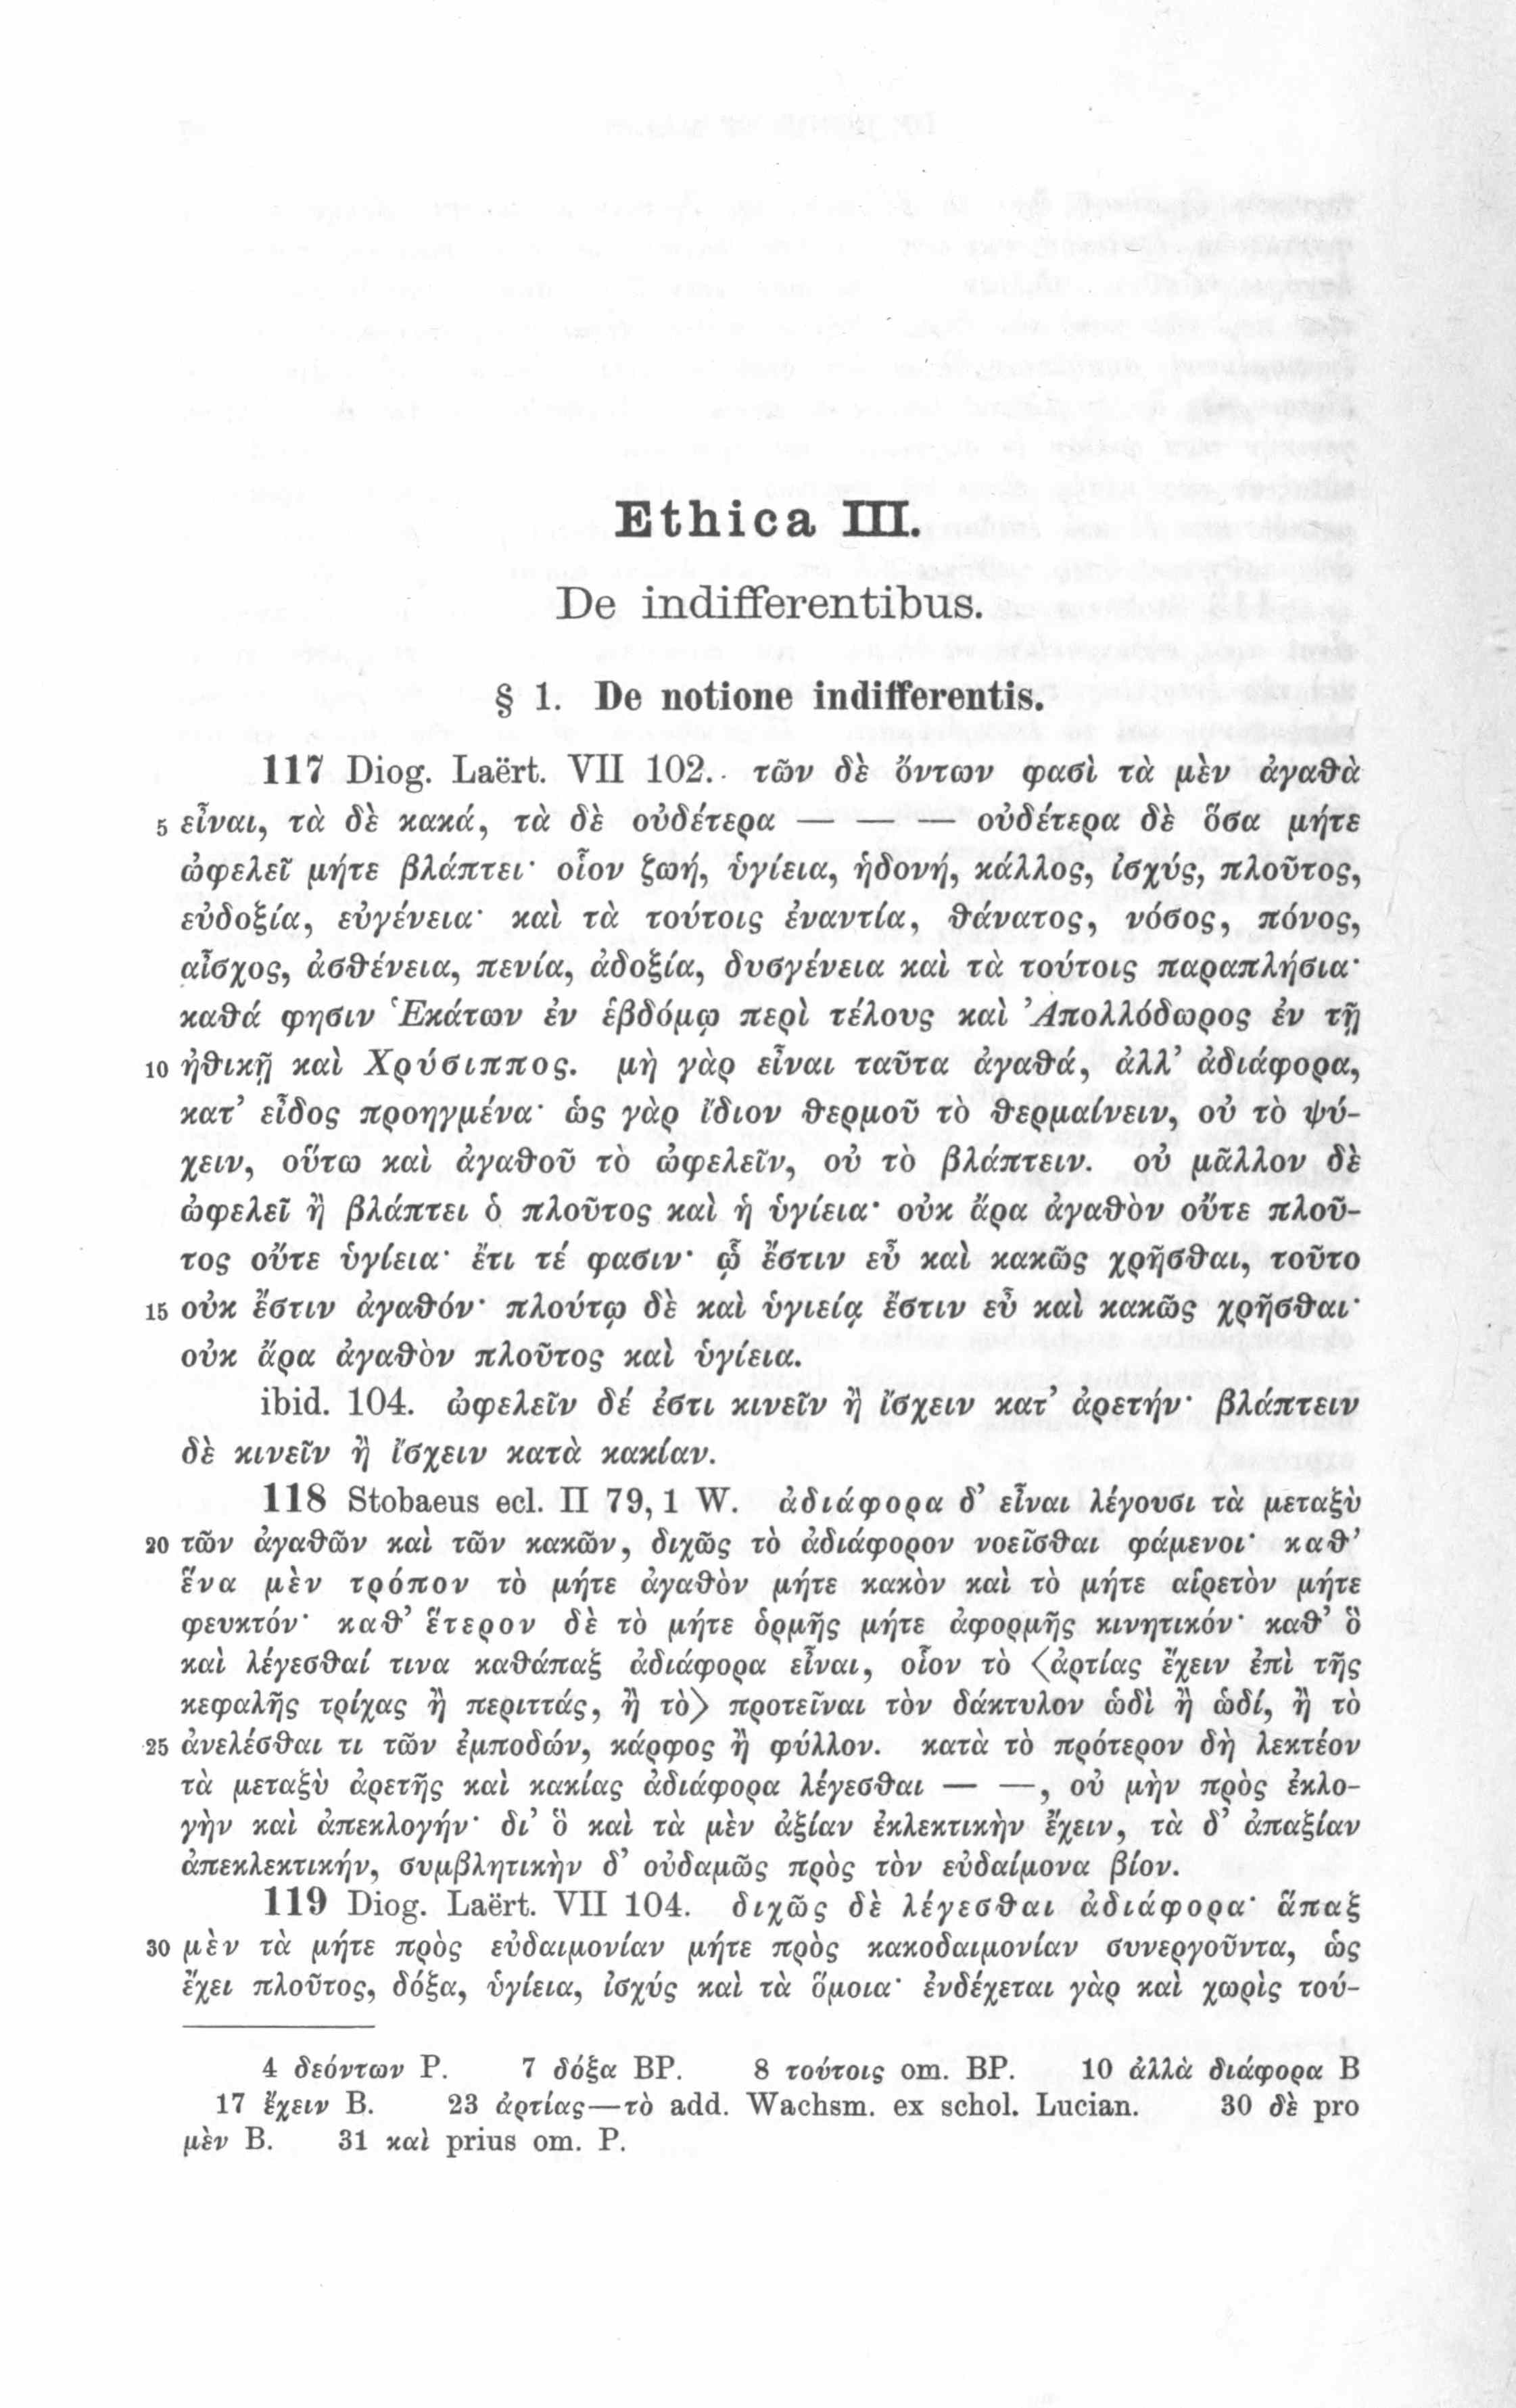 Ethica III.
De indifferentibus.
§ 1. De notione indifferentis.
117 Diog. Laërt. VII 102. τῶν δὲ ὄντων φασὶ τὰ μὲν ἀγαθὰ
5 εἶναι, τὰ δὲ κακά, τὰ δὲ οὐδέτερα — — — οὐδέτερα δὲ ὅσα μήτε
ὠφελεῖ μήτε βλάπτει· οἷον ζωή, ὑγίεια, ἡδονή, κάλλος, ἰσχύς, πλοῦτος,
εὐδοξία, εὐγένεια· καὶ τὰ τούτοις ἐναντία, θάνατος, νόσος, πόνος,
αἶσχος, ἀσθένεια, πενία, ἀδοξία, δυσγένεια καὶ τὰ τούτοις παραπλήσια·
καθά φησιν Ἑκάτων ἐν ἑβδόμῳ περὶ τέλους καὶ Ἀπολλόδωρος ἐν τῇ
10 ἠθικῇ καὶ Χρύσιππος. μὴ γὰρ εἶναι ταῦτα ἀγαθά, ἀλλ' ἀδιάφορα,
κατ' εἶδος προηγμένα· ὡς γὰρ ἴδιον θερμοῦ τὸ θερμαίνειν, οὐ τὸ ψύ-
χειν, οὕτω καὶ ἀγαθοῦ τὸ ὠφελεῖν, οὐ τὸ βλάπτειν. οὐ μᾶλλον δὲ
ὠφελεῖ ἢ βλάπτει ὁ πλοῦτος καὶ ἡ ὑγίεια· οὐκ ἄρα ἀγαθὸν οὔτε πλοῦ-
τος οὔτε ὑγίεια· ἔτι τέ φασιν· ᾧ ἔστιν εὖ καὶ κακῶς χρῆσθαι, τοῦτο
15 οὐκ ἔστιν ἀγαθόν· πλούτῳ δὲ καὶ ὑγιείᾳ ἔστιν εὖ καὶ κακῶς χρῆσθαι·
οὐκ ἄρα ἀγαθὸν πλοῦτος καὶ ὑγίεια.
ibid. 104. ὠφελεῖν δέ ἐστι κινεῖν ἢ ἴσχειν κατ' ἀρετήν· βλάπτειν
δὲ κινεῖν ἢ ἴσχειν κατὰ κακίαν.
118 Stobaeus ecl. II 79, 1 W. ἀδιάφορα δ' εἶναι λέγουσι τὰ μεταξὺ
20 τῶν ἀγαθῶν καὶ τῶν κακῶν, διχῶς τὸ ἀδιάφορον νοεῖσθαι φάμενοι· καθ'
ἕνα μὲν τρόπον τὸ μήτε ἀγαθὸν μήτε κακὸν καὶ τὸ μήτε αἱρετὸν μήτε
φευκτόν· καθ' ἕτερον δὲ τὸ μήτε ὁρμῆς μήτε ἀφορμῆς κινητικόν· καθ' ὃ
καὶ λέγεσθαί τινα καθάπαξ ἀδιάφορα εἶναι, οἷον τὸ ⟨ἀρτίας ἔχειν ἐπὶ τῆς
κεφαλῆς τρίχας ἢ περιττάς, ἢ τὸ⟩ προτεῖναι τὸν δάκτυλον ὡδὶ ἢ ὡδί, ἢ τὸ
25 ἀνελέσθαι τι τῶν ἐμποδών, κάρφος ἢ φύλλον. κατὰ τὸ πρότερον δὴ λεκτέον
τὰ μεταξὺ ἀρετῆς καὶ κακίας ἀδιάφορα λέγεσθαι — —, οὐ μὴν πρὸς ἐκλο-
γὴν καὶ ἀπεκλογήν· δι' ὃ καὶ τὰ μὲν ἀξίαν ἐκλεκτικὴν ἔχειν, τὰ δ' ἀπαξίαν
ἀπεκλεκτικήν, συμβλητικὴν δ' οὐδαμῶς πρὸς τὸν εὐδαίμονα βίον.
119 Diog. Laërt. VII 104. διχῶς δὲ λέγεσθαι ἀδιάφορα· ἅπαξ
30 μὲν τὰ μήτε πρὸς εὐδαιμονίαν μήτε πρὸς κακοδαιμονίαν συνεργοῦντα, ὡς
ἔχει πλοῦτος, δόξα, ὑγίεια, ἰσχύς καὶ τὰ ὅμοια· ἐνδέχεται γὰρ καὶ χωρὶς τού-
4 δεόντων P. 7 δόξα BP. 8 τούτοις om. BP. 10 ἀλλὰ διάφορα B
17 ἔχειν B. 23 ἀρτίας—τὸ add. Wachsm. ex schol. Lucian. 30 δὲ pro
μὲν B. 31 καὶ prius om. P.